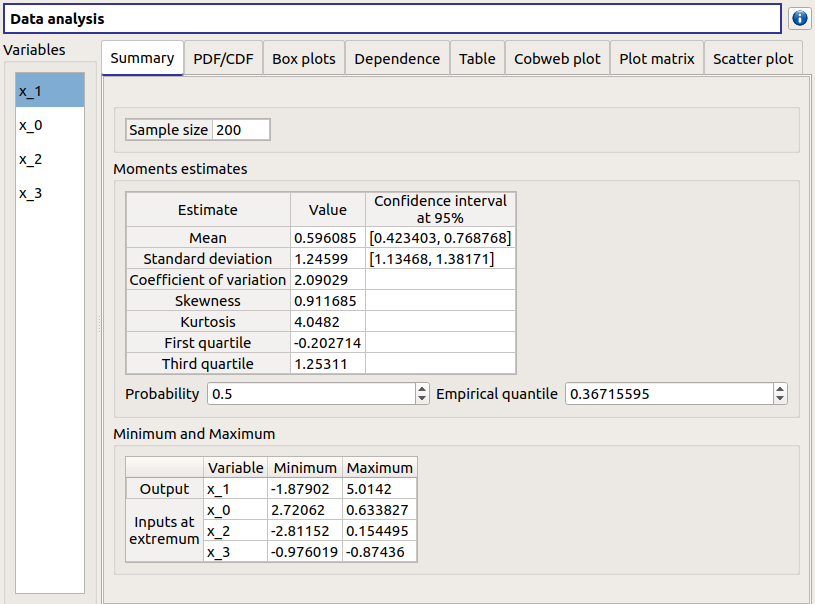 Data analysis
Variables
x_1
x_0
x_2
x_3
Summary PDF/CDF Box plots Dependence Table Cobweb plot Plot matrix Scatter plot
Sample size 200
Moments estimates
Estimate Value Confidence interval at 95%
Mean 0.596085 [0.423403, 0.768768]
Standard deviation 1.24599 [1.13468, 1.38171]
Coefficient of variation 2.09029
Skewness 0.911685
Kurtosis 4.0482
First quartile -0.202714
Third quartile 1.25311
Probability 0.5 Empirical quantile 0.36715595
Minimum and Maximum
Variable Minimum Maximum
Output x_1 -1.87902 5.0142
Inputs at extremum x_0 2.72062 0.633827
x_2 -2.81152 0.154495
x_3 -0.976019 -0.87436